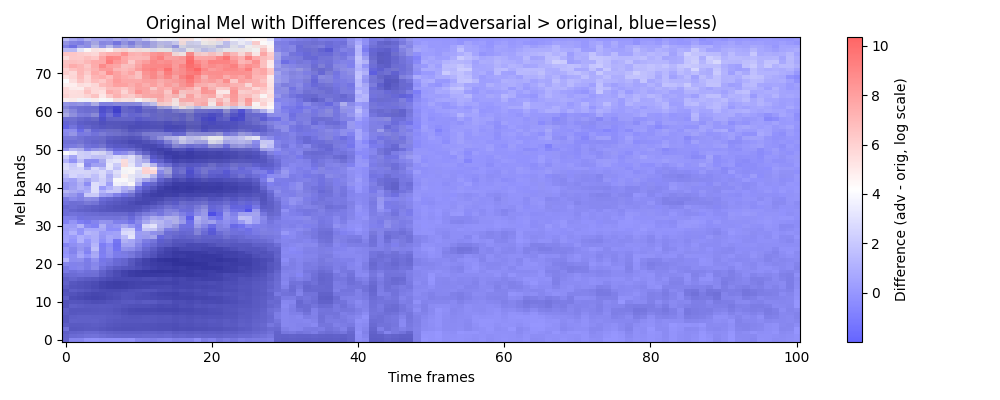 Original Mel with Differences (red=adversarial > original, blue=less)
Mel bands
70
60
50
40
30
20
10
0
0 20 40 60 80 100
Time frames
10
8
6
4
2
0
Difference (adv - orig, log scale)